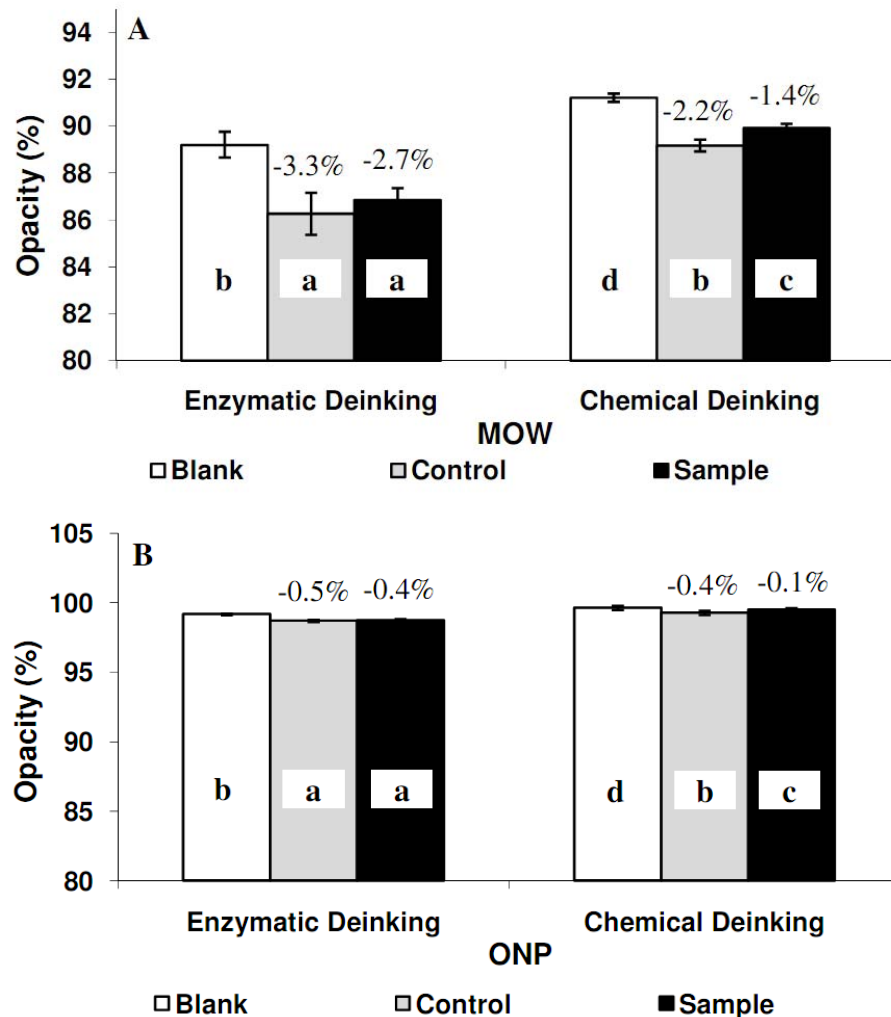 A
94
92
90
88
86
84
82
80
Opacity (%)
-3.3%
-2.7%
-2.2%
-1.4%
b
a
a
d
b
c
Enzymatic Deinking
Chemical Deinking
MOW
Blank
Control
Sample
B
105
100
95
90
85
80
Opacity (%)
-0.5%
-0.4%
-0.4%
-0.1%
b
a
a
d
b
c
Enzymatic Deinking
Chemical Deinking
ONP
Blank
Control
Sample